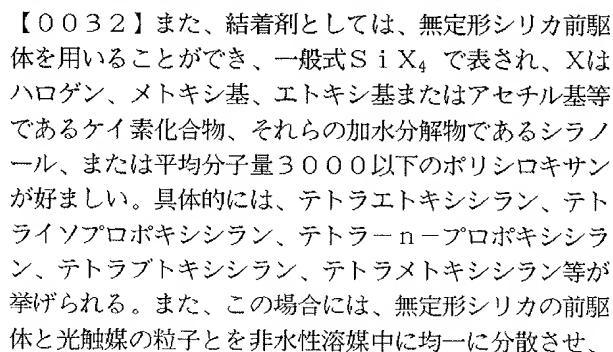 【００３２】また、結着剤としては、無定形シリカ前駆
体を用いることができ、一般式ＳｉＸ₄ で表され、Xは
ハロゲン、メトキシ基、エトキシ基またはアセチル基等
であるケイ素化合物、それらの加水分解物であるシラノ
ール、または平均分子量３０００以下のポリシロキサン
が好ましい。具体的には、テトラエトキシシラン、テト
ライソプロポキシシラン、テトラーｎ－プロポキシシラ
ン、テトラブトキシシラン、テトラメトキシシラン等が
挙げられる。また、この場合には、無定形シリカの前駆
体と光触媒の粒子とを非水性溶媒中に均一に分散させ、